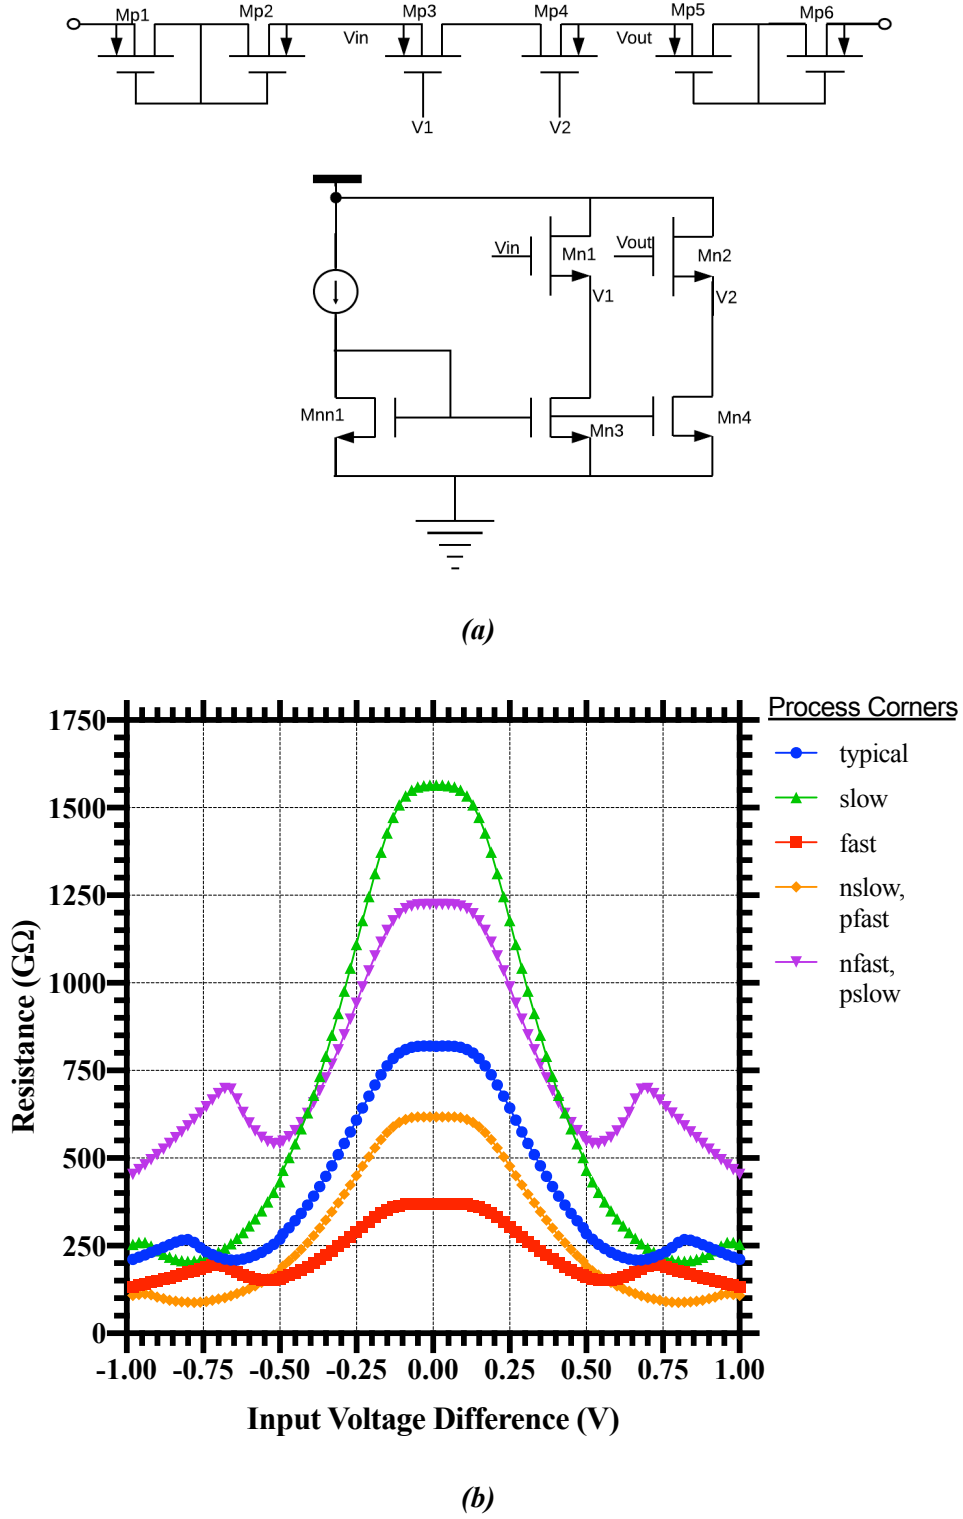 Mp1 Mp2 Mp3 Mp4 Mp5 Mp6
Vin Vout
V1 V2
Vin Mn1 Vout Mn2
V1 V2
Mnn1 Mn3 Mn4
(a)
Process Corners
typical
slow
fast
nslow,
pfast
nfast,
pslow
1750
1500
1250
1000
750
500
250
0
Resistance (GΩ)
-1.00 -0.75 -0.50 -0.25 0.00 0.25 0.50 0.75 1.00
Input Voltage Difference (V)
(b)